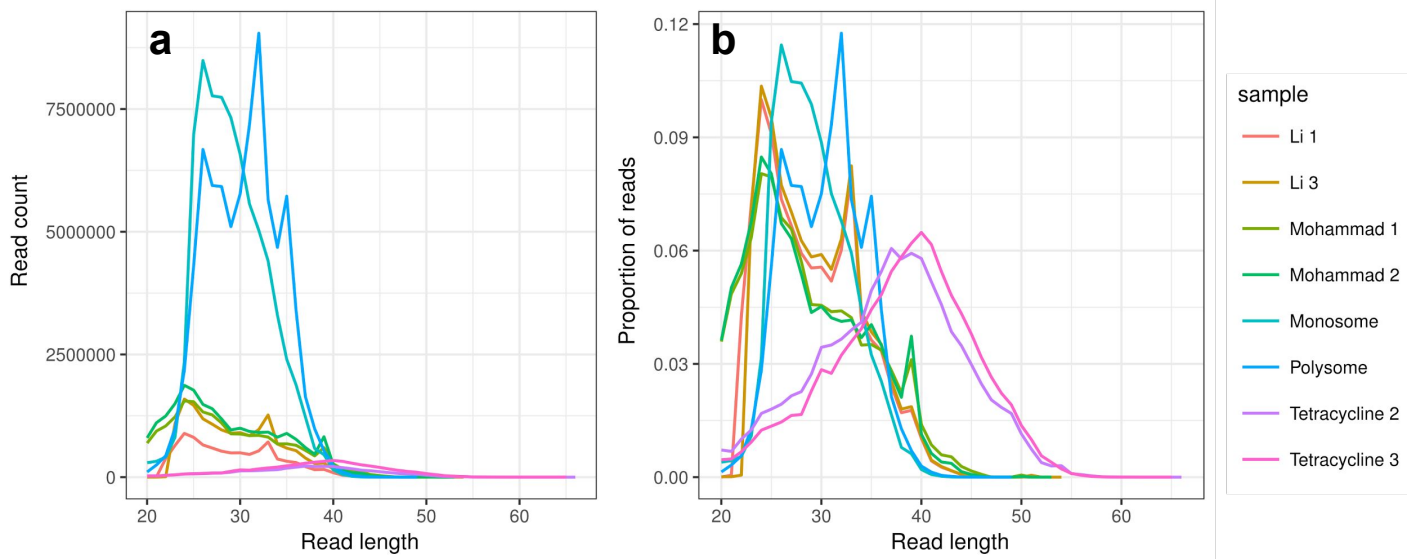 a
Read count
7500000
5000000
2500000
0
20
30
40
50
60
Read length
b
Proportion of reads
0.12
0.09
0.06
0.03
0.00
20
30
40
50
60
Read length
sample
Li 1
Li 3
Mohammad 1
Mohammad 2
Monosome
Polysome
Tetracycline 2
Tetracycline 3